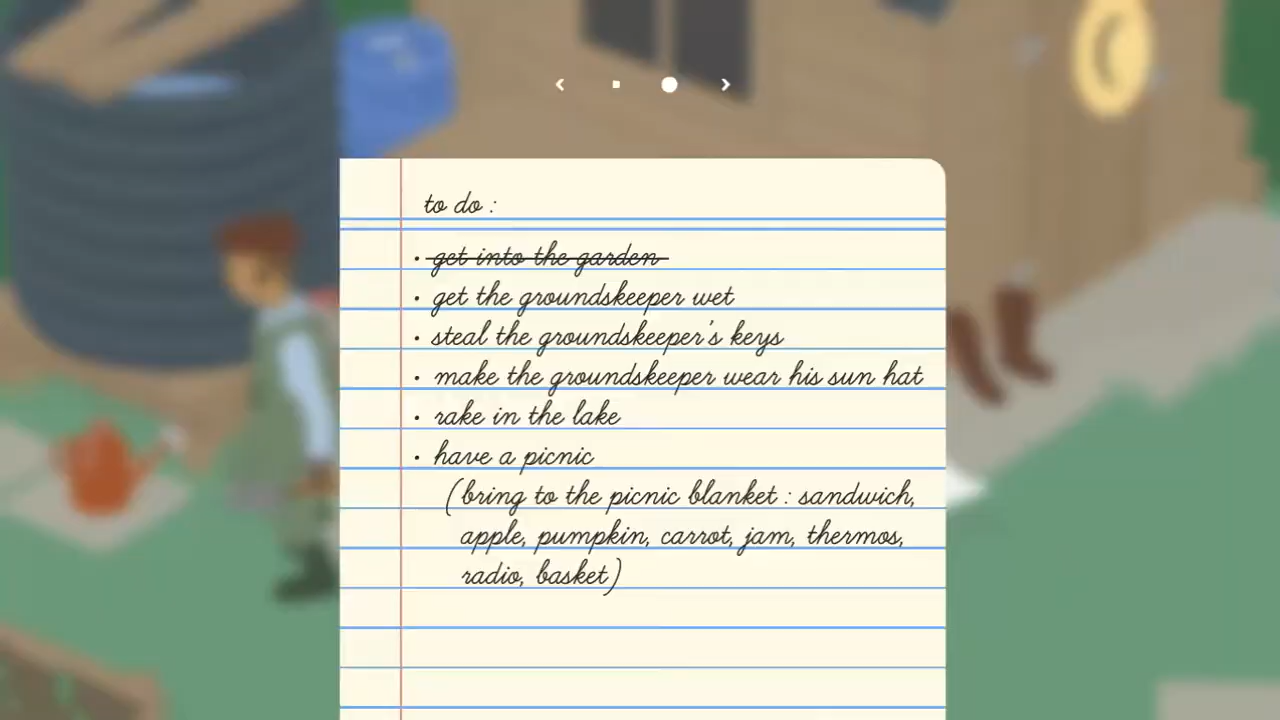 to do :
• get into the garden
• get the groundskeeper wet
• steal the groundskeeper's keys
• make the groundskeeper wear his sun hat
• rake in the lake
• have a picnic
(bring to the picnic blanket : sandwich,
apple, pumpkin, carrot, jam, thermos,
radio, basket)